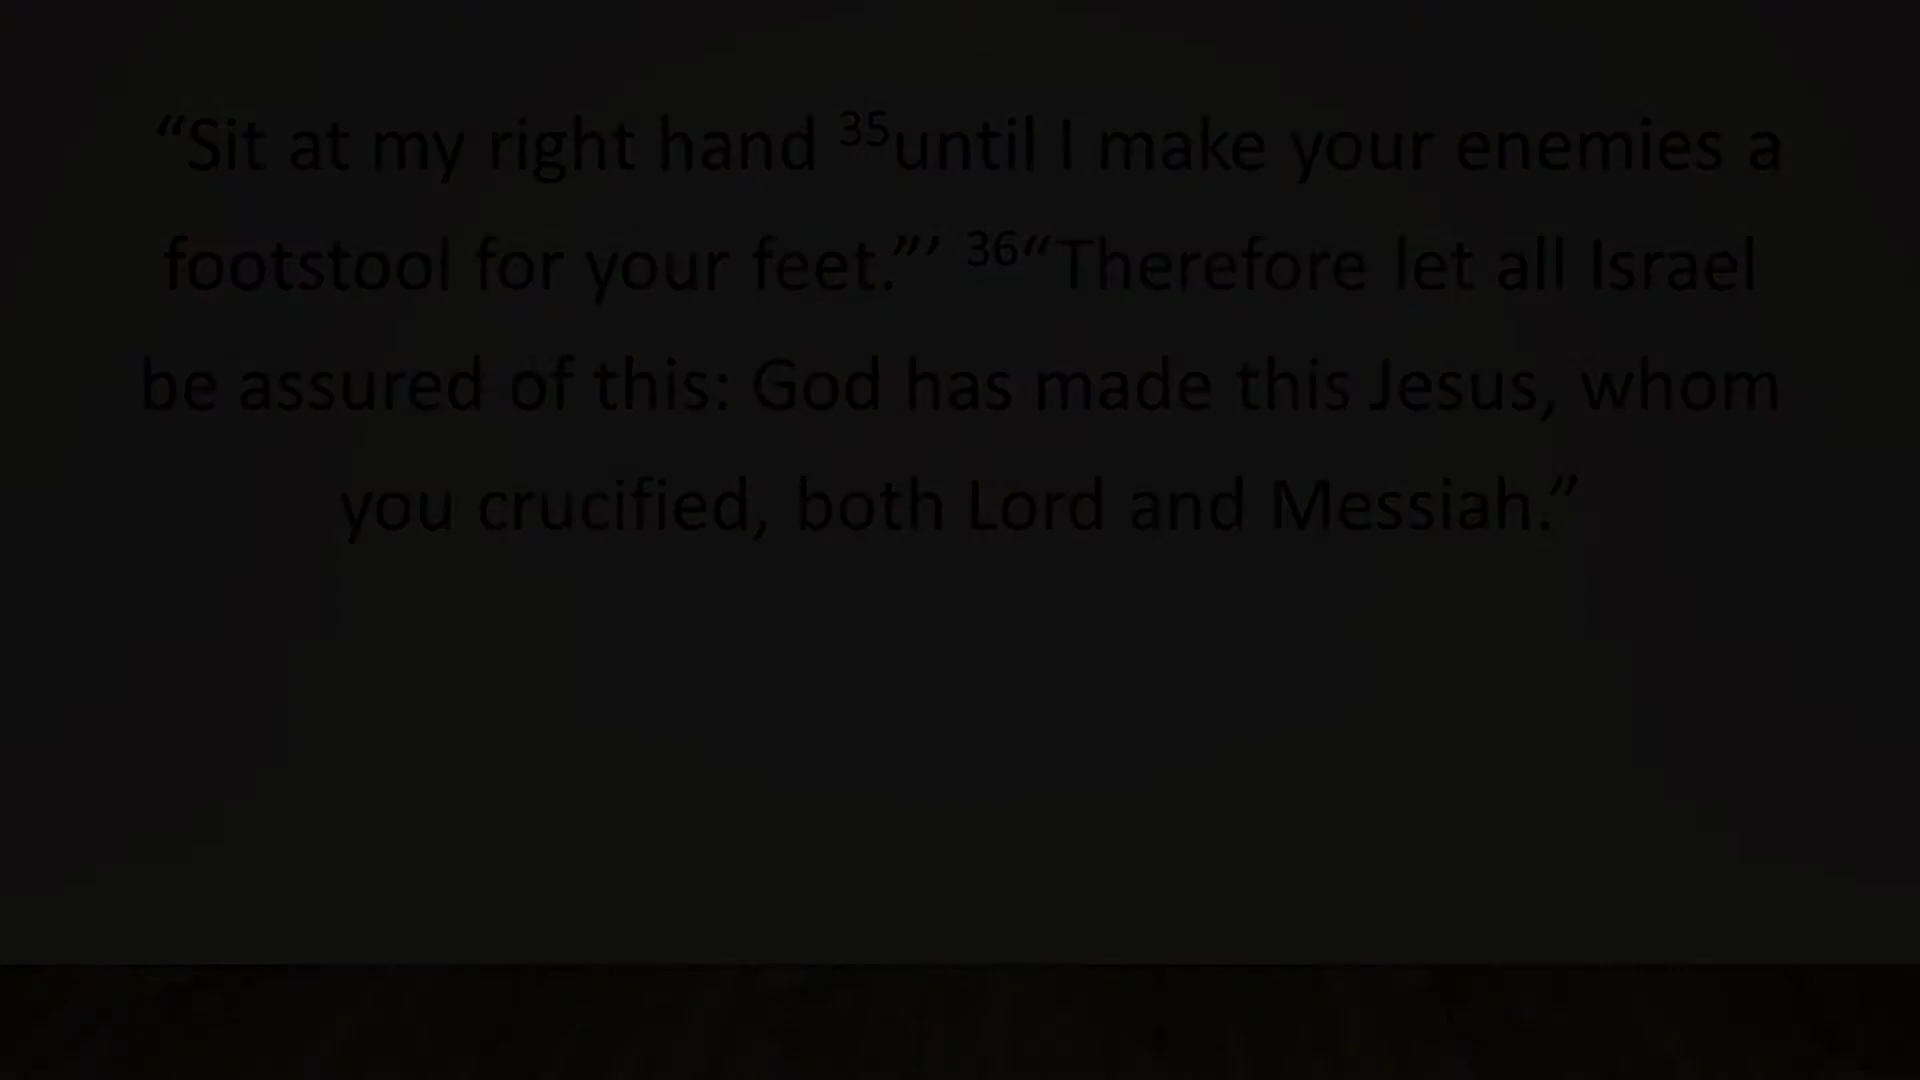 “Sit at my right hand ³⁵until I make your enemies a
footstool for your feet.”’ ³⁶“Therefore let all Israel
be assured of this: God has made this Jesus, whom
you crucified, both Lord and Messiah.”